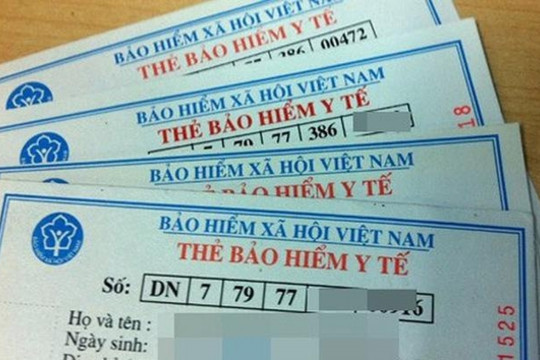 BẢO HIỂM XÃ HỘI VIỆT NAM
THẺ BẢO HIỂM Y TẾ
386 00472
BẢO HIỂM XÃ HỘI VIỆT NAM
THẺ BẢO HIỂM Y TẾ
7 79 77 386
18
BẢO HIỂM XÃ HỘI VIỆT NAM
THẺ BẢO HIỂM Y TẾ
BẢO HIỂM XÃ HỘI VIỆT NAM
THẺ BẢO HIỂM Y TẾ
Số: DN 7 79 77
Họ và tên :
Ngày sinh:
1525